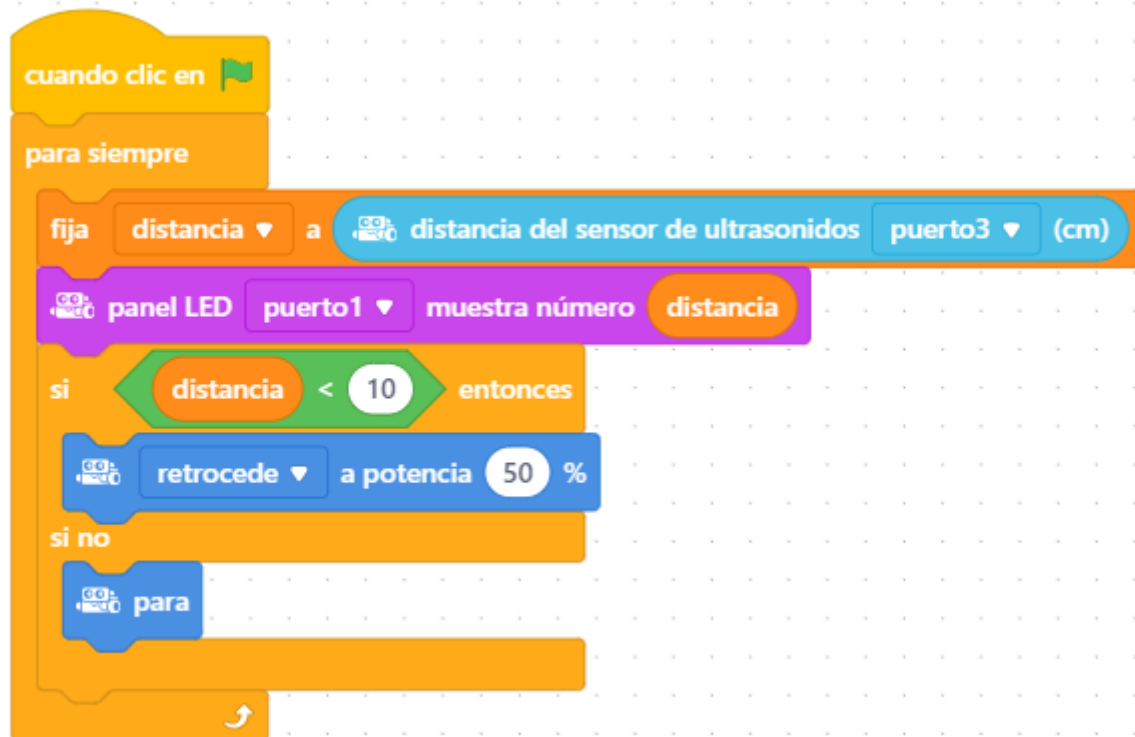 cuando clic en
para siempre
fija distancia a distancia del sensor de ultrasonidos puerto3 (cm)
panel LED puerto1 muestra número distancia
si distancia < 10 entonces
retrocede a potencia 50 %
si no
para